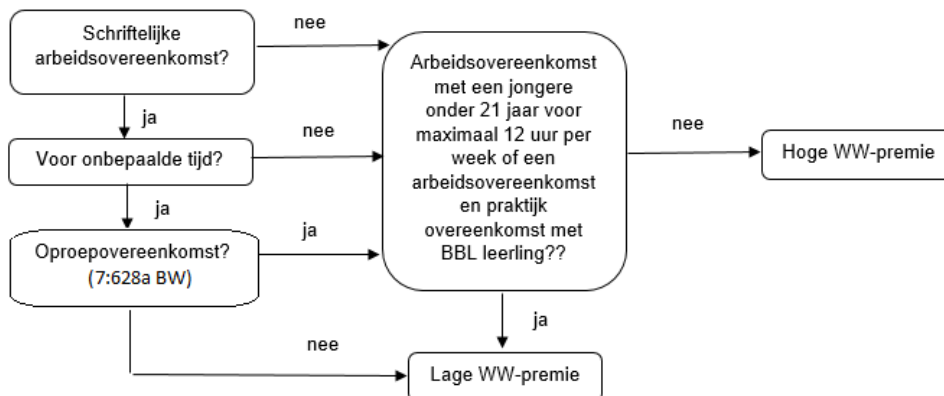 Schriftelijke
arbeidsovereenkomst?
nee
ja
Voor onbepaalde tijd?
nee
ja
Oproepovereenkomst?
(7:628a BW)
ja
nee
Arbeidsovereenkomst
met een jongere
onder 21 jaar voor
maximaal 12 uur per
week of een
arbeidsovereenkomst
en praktijk
overeenkomst met
BBL leerling??
nee
ja
Hoge WW-premie
Lage WW-premie